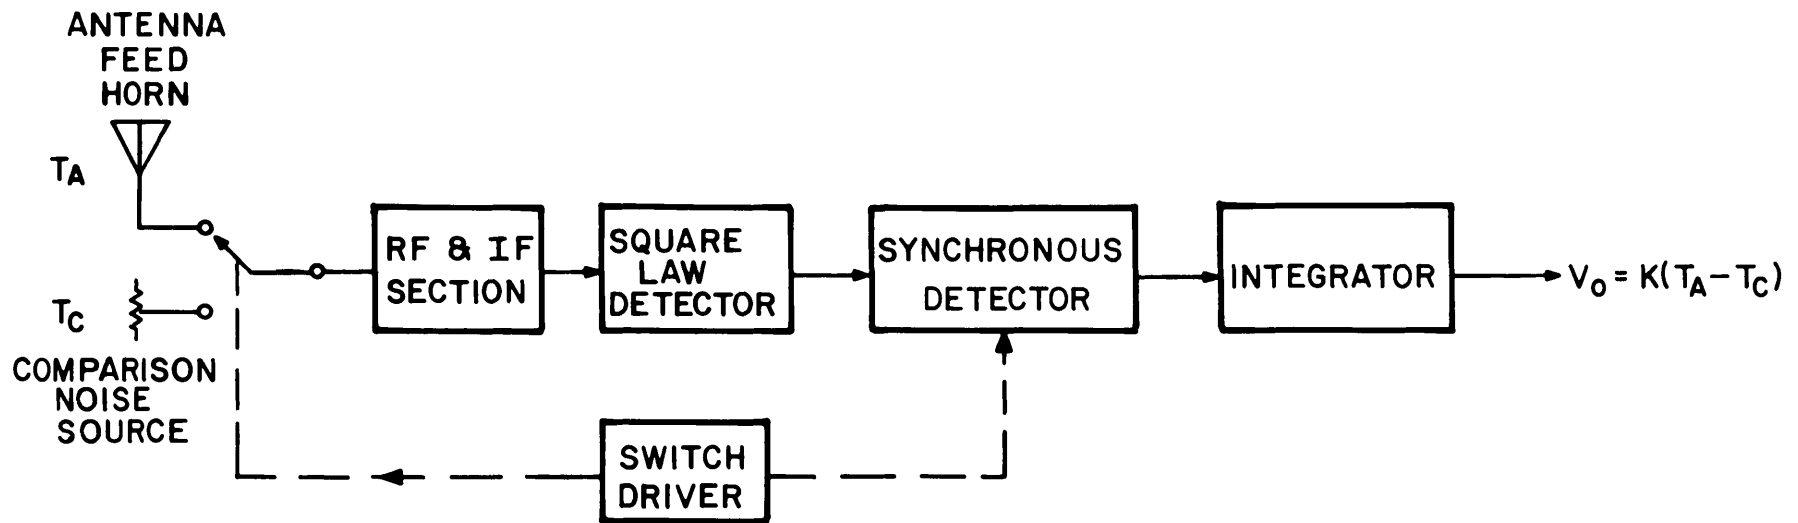 ANTENNA
FEED
HORN
TA
TC
COMPARISON
NOISE
SOURCE
RF & IF
SECTION
SQUARE
LAW
DETECTOR
SYNCHRONOUS
DETECTOR
INTEGRATOR
VO = K(TA-TC)
SWITCH
DRIVER